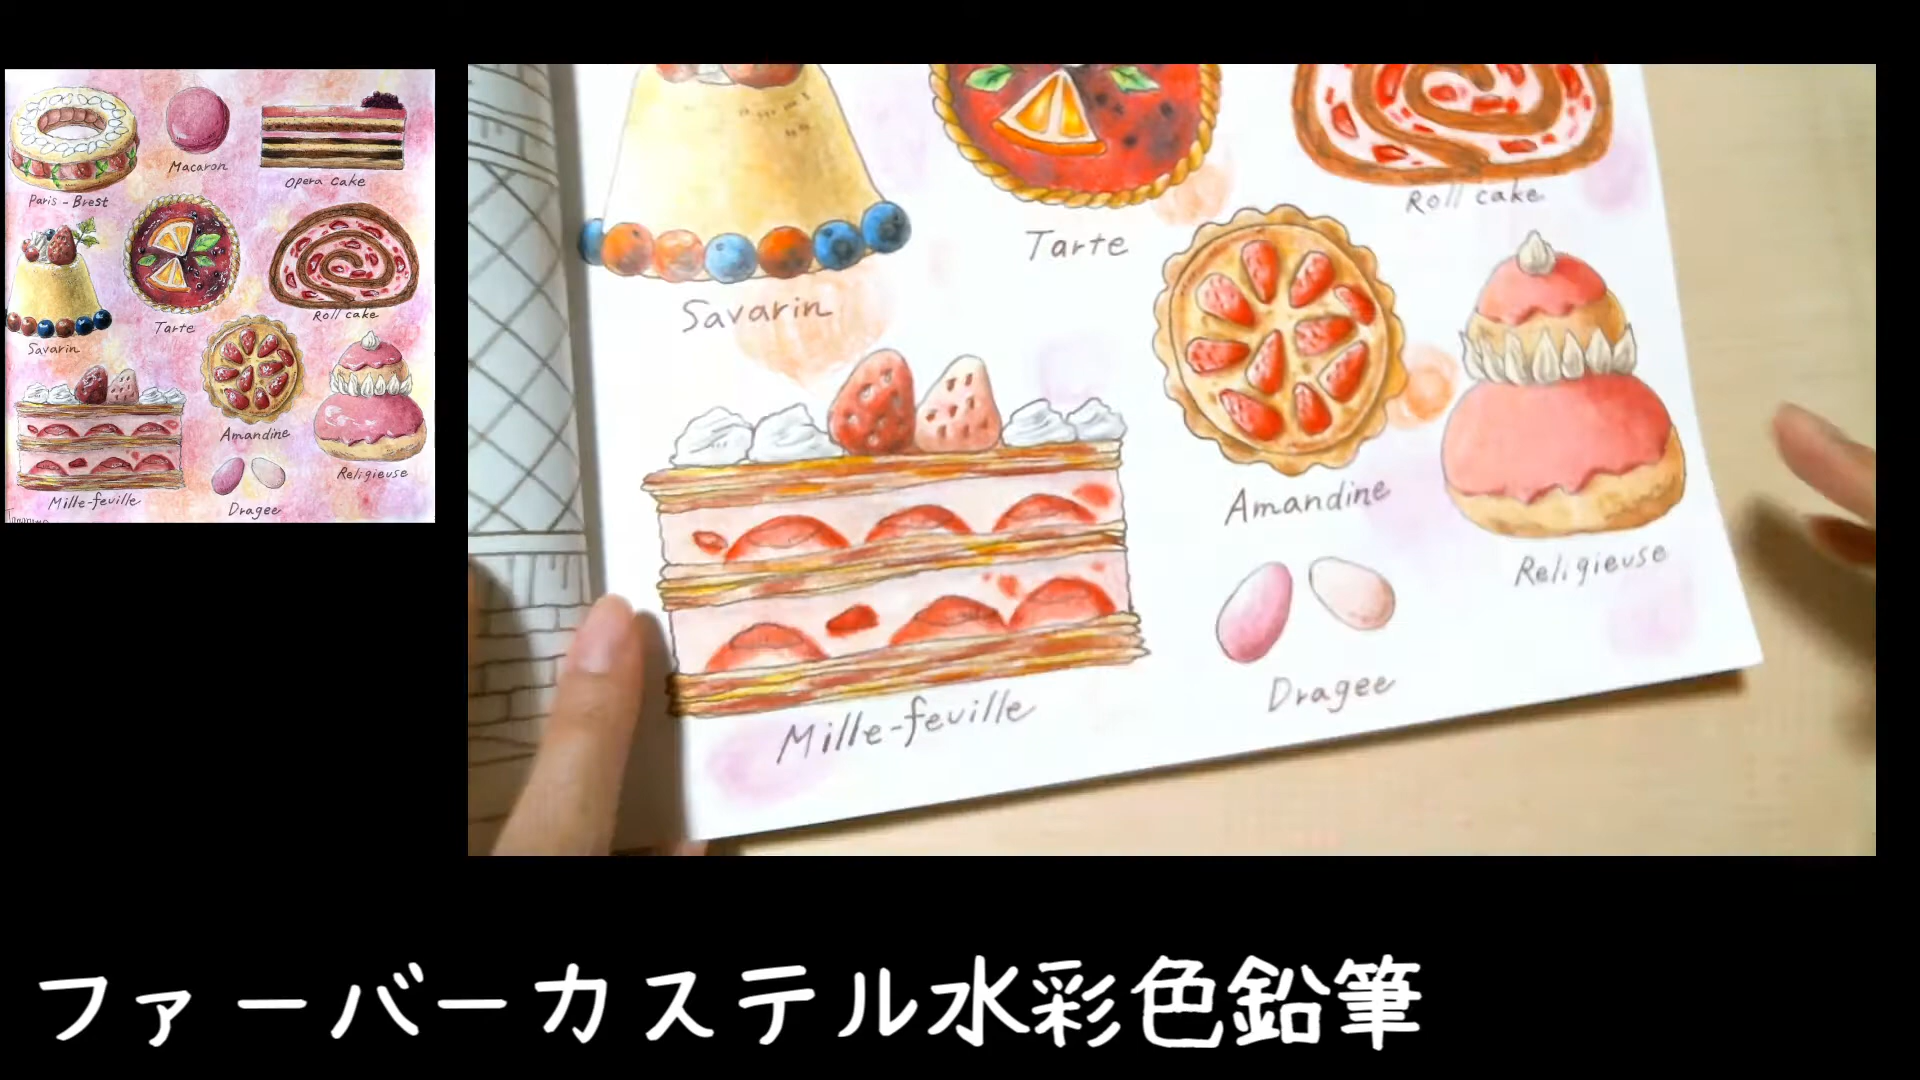 Paris-Brest
Macaron
Opera cake
Savarin
Tarte
Roll cake
Mille-feuille
Amandine
Dragee
Religieuse
Savarin
Tarte
Roll cake
Mille-feuille
Amandine
Dragee
Religieuse
ファーバーカステル水彩色鉛筆